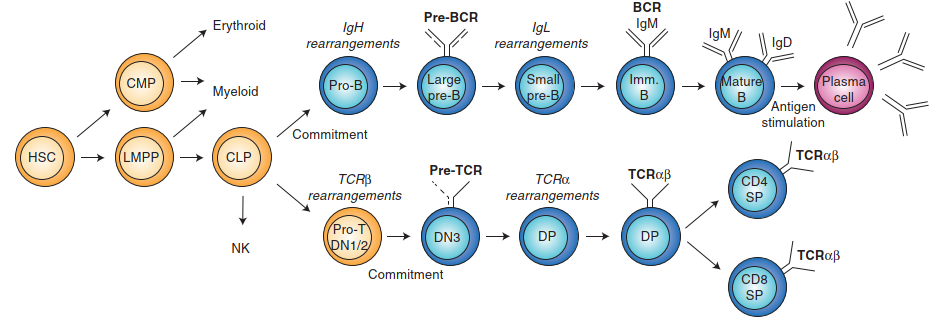 Erythroid
CMP
Myeloid
HSC
LMPP
CLP
NK
IgH
rearrangements
Pro-B
Commitment
Pre-BCR
Large
pre-B
IgL
rearrangements
Small
pre-B
BCR
IgM
Imm.
B
IgM
IgD
Mature
B
Antigen
stimulation
Plasma
cell
TCRβ
rearrangements
Pro-T
DN1/2
Commitment
Pre-TCR
DN3
TCRα
rearrangements
DP
TCRαβ
DP
TCRαβ
CD4
SP
TCRαβ
CD8
SP